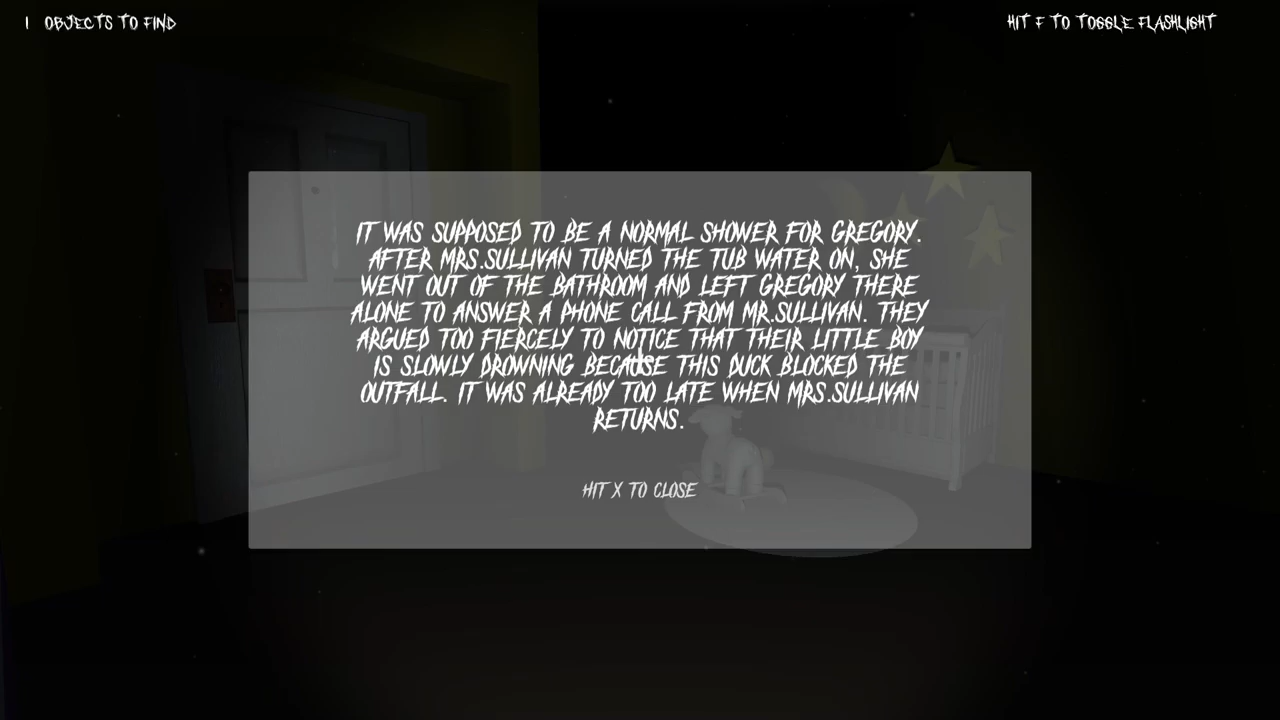 1 OBJECTS TO FIND
HIT F TO TOGGLE FLASHLIGHT
IT WAS SUPPOSED TO BE A NORMAL SHOWER FOR GREGORY.
AFTER MRS.SULLIVAN TURNED THE TUB WATER ON, SHE
WENT OUT OF THE BATHROOM AND LEFT GREGORY THERE
ALONE TO ANSWER A PHONE CALL FROM MR.SULLIVAN. THEY
ARGUED TOO FIERCELY TO NOTICE THAT THEIR LITTLE BOY
IS SLOWLY DROWNING BECAUSE THIS DUCK BLOCKED THE
OUTFALL. IT WAS ALREADY TOO LATE WHEN MRS.SULLIVAN
RETURNS.
HIT X TO CLOSE